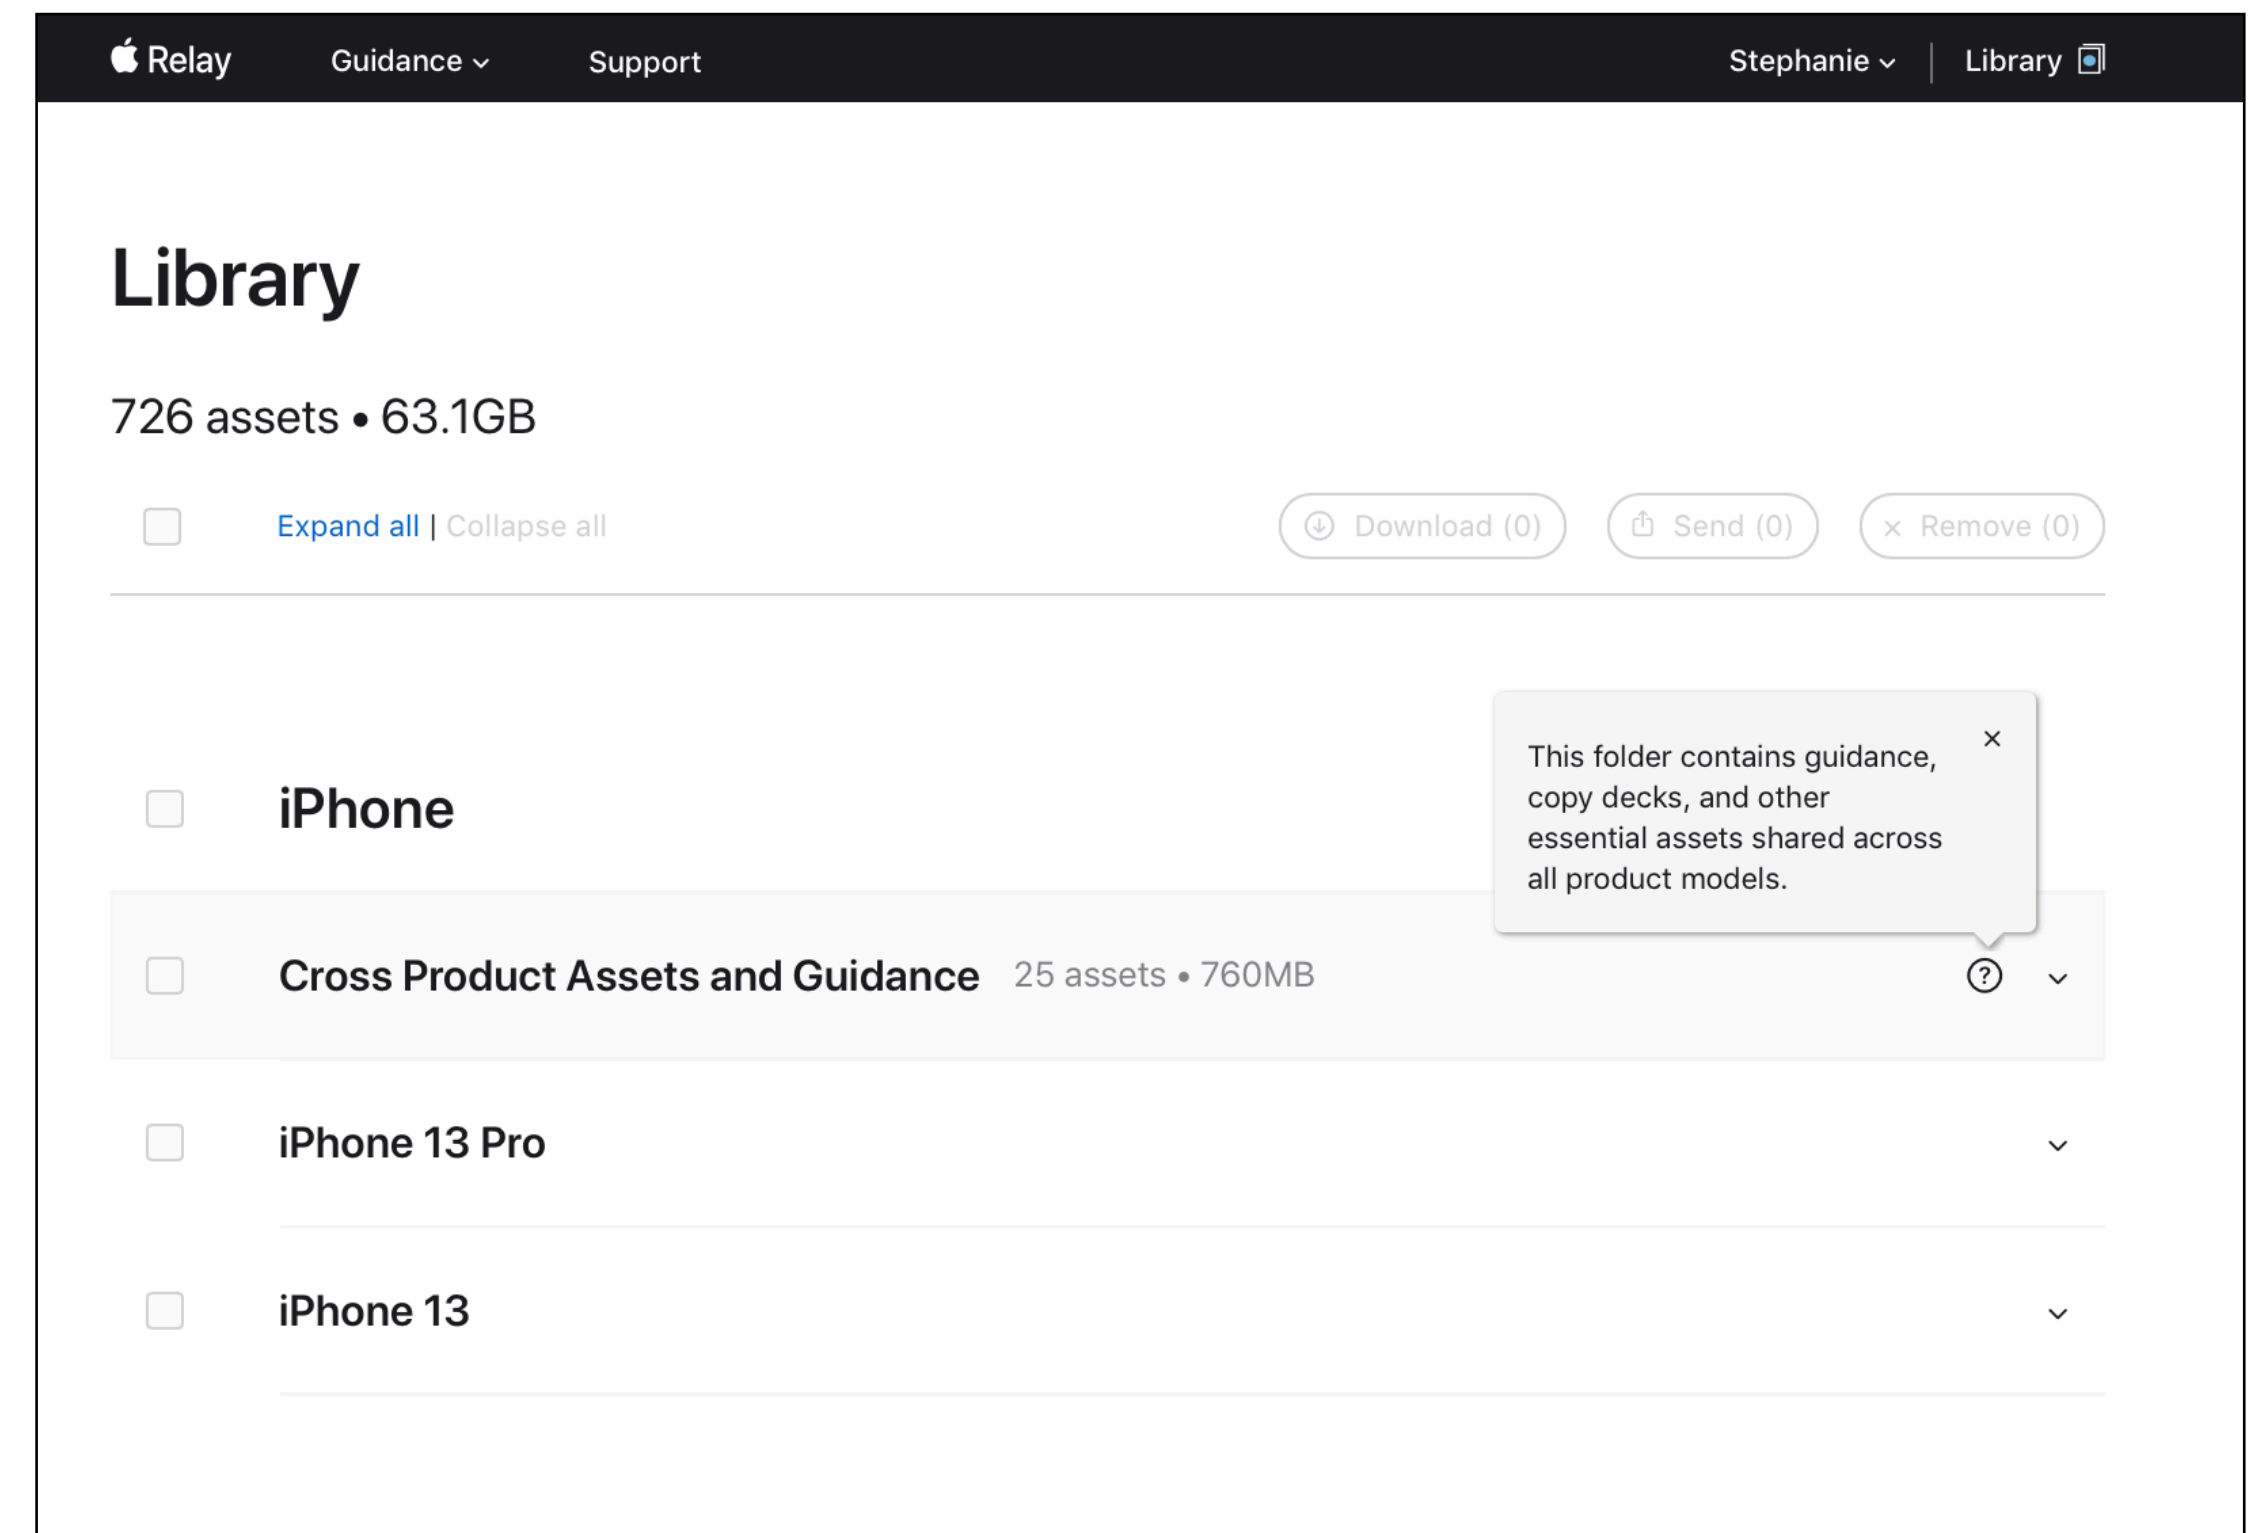 Relay Guidance Support Stephanie | Library
Library
726 assets • 63.1GB
Expand all | Collapse all Download (0) Send (0) × Remove (0)
This folder contains guidance,
copy decks, and other
essential assets shared across
all product models.
iPhone
Cross Product Assets and Guidance 25 assets • 760MB ?
iPhone 13 Pro
iPhone 13